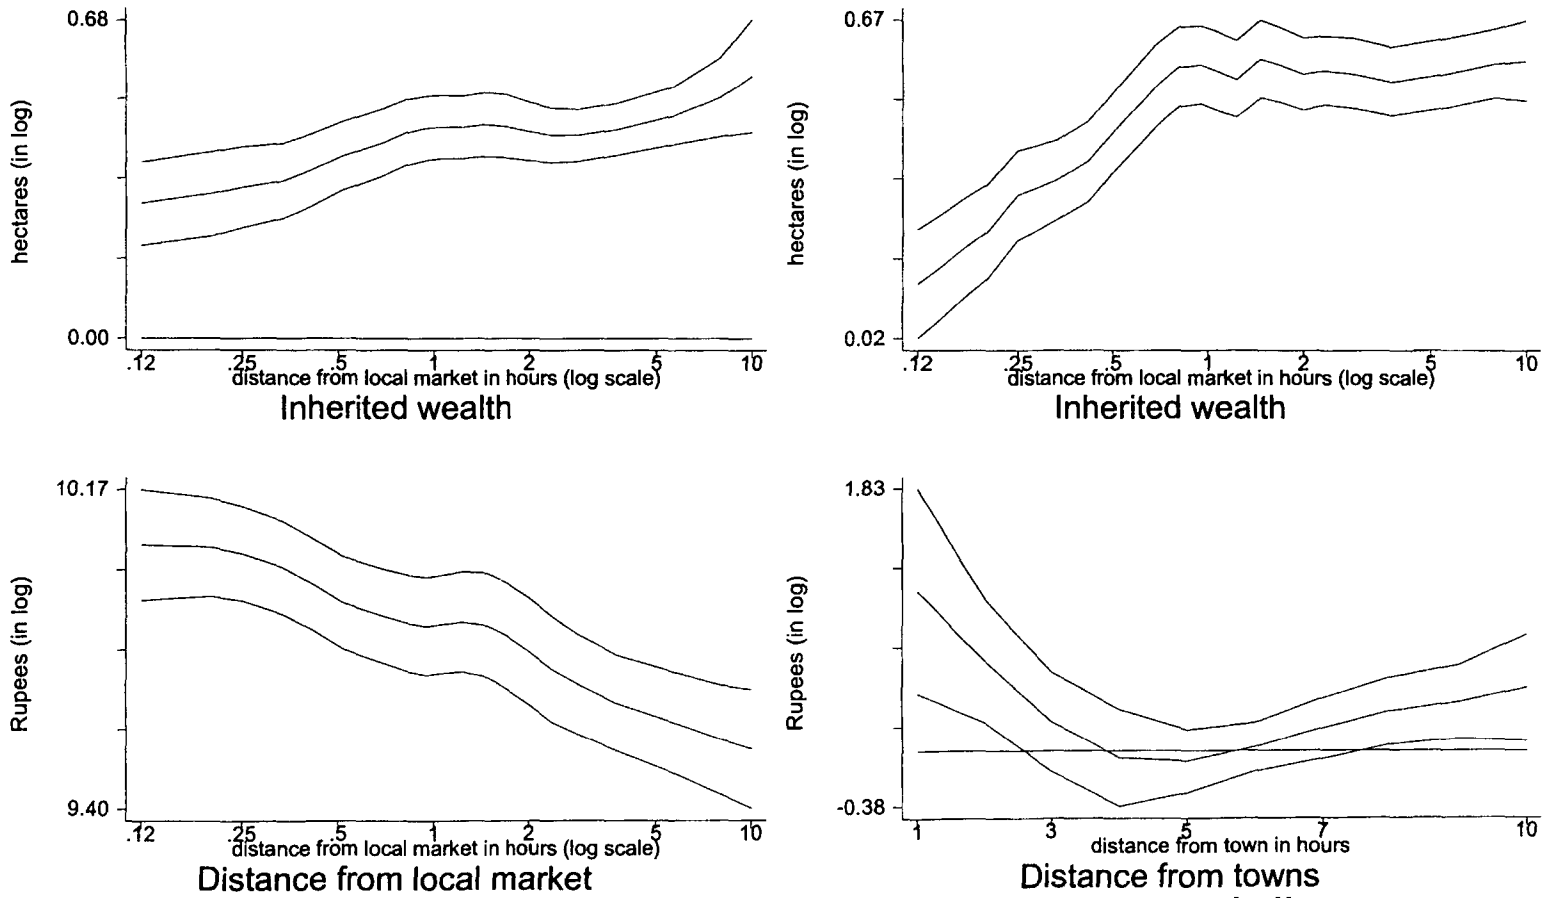 0.68
hectares (in log)
0.00
.12 .25 .5 1 2 5 10
distance from local market in hours (log scale)
Inherited wealth
0.67
hectares (in log)
0.02
.12 .25 .5 1 2 5 10
distance from local market in hours (log scale)
Inherited wealth
10.17
Rupees (in log)
9.40
.12 .25 .5 1 2 5 10
distance from local market in hours (log scale)
Distance from local market
1.83
Rupees (in log)
-0.38
1 3 5 7 10
distance from town in hours
Distance from towns